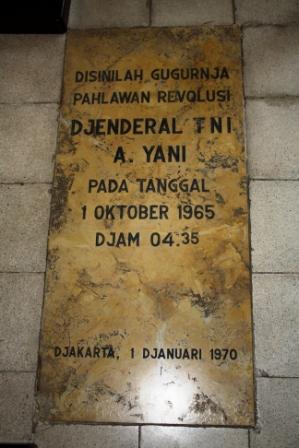 DISINILAH GUGURNJA
PAHLAWAN REVOLUSI
DJENDERAL TNI
A. YANI
PADA TANGGAL
1 OKTOBER 1965
DJAM 04.35
DJAKARTA, 1 DJANUARI 1970